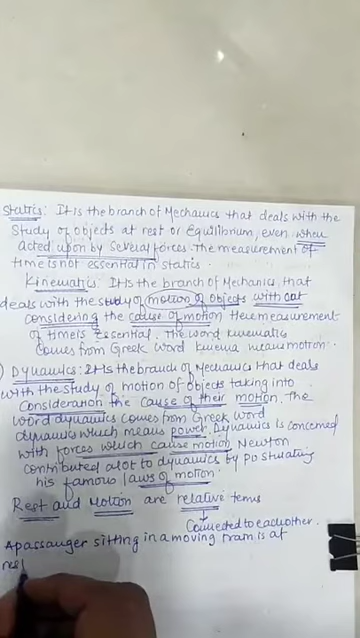 Statics: It is the branch of Mechanics that deals with the
Study of objects at rest or Equilibrium, even when
acted upon by several forces. The measurement of
time is not essential in statics.
Kinematics: It is the branch of Mechanics, that
deals with the study of motion of objects with out
considering the cause of motion Here measurement
of time is Essential. The word kinematics
comes from Greek word kinema means motion.
) Dynamics: It is the branch of Mechanics that deals
with the study of motion of objects taking into
Consideration the cause of their motion. The
word dynamics comes from Greek word
dynamis which means power. Dynamics is concerned
with forces which cause motion Newton
contributed a lot to dynamics by postuating
his famous laws of motion.
Rest and Motion are relative terms
Connected to each other.
A passanger sitting in a moving train is at
res